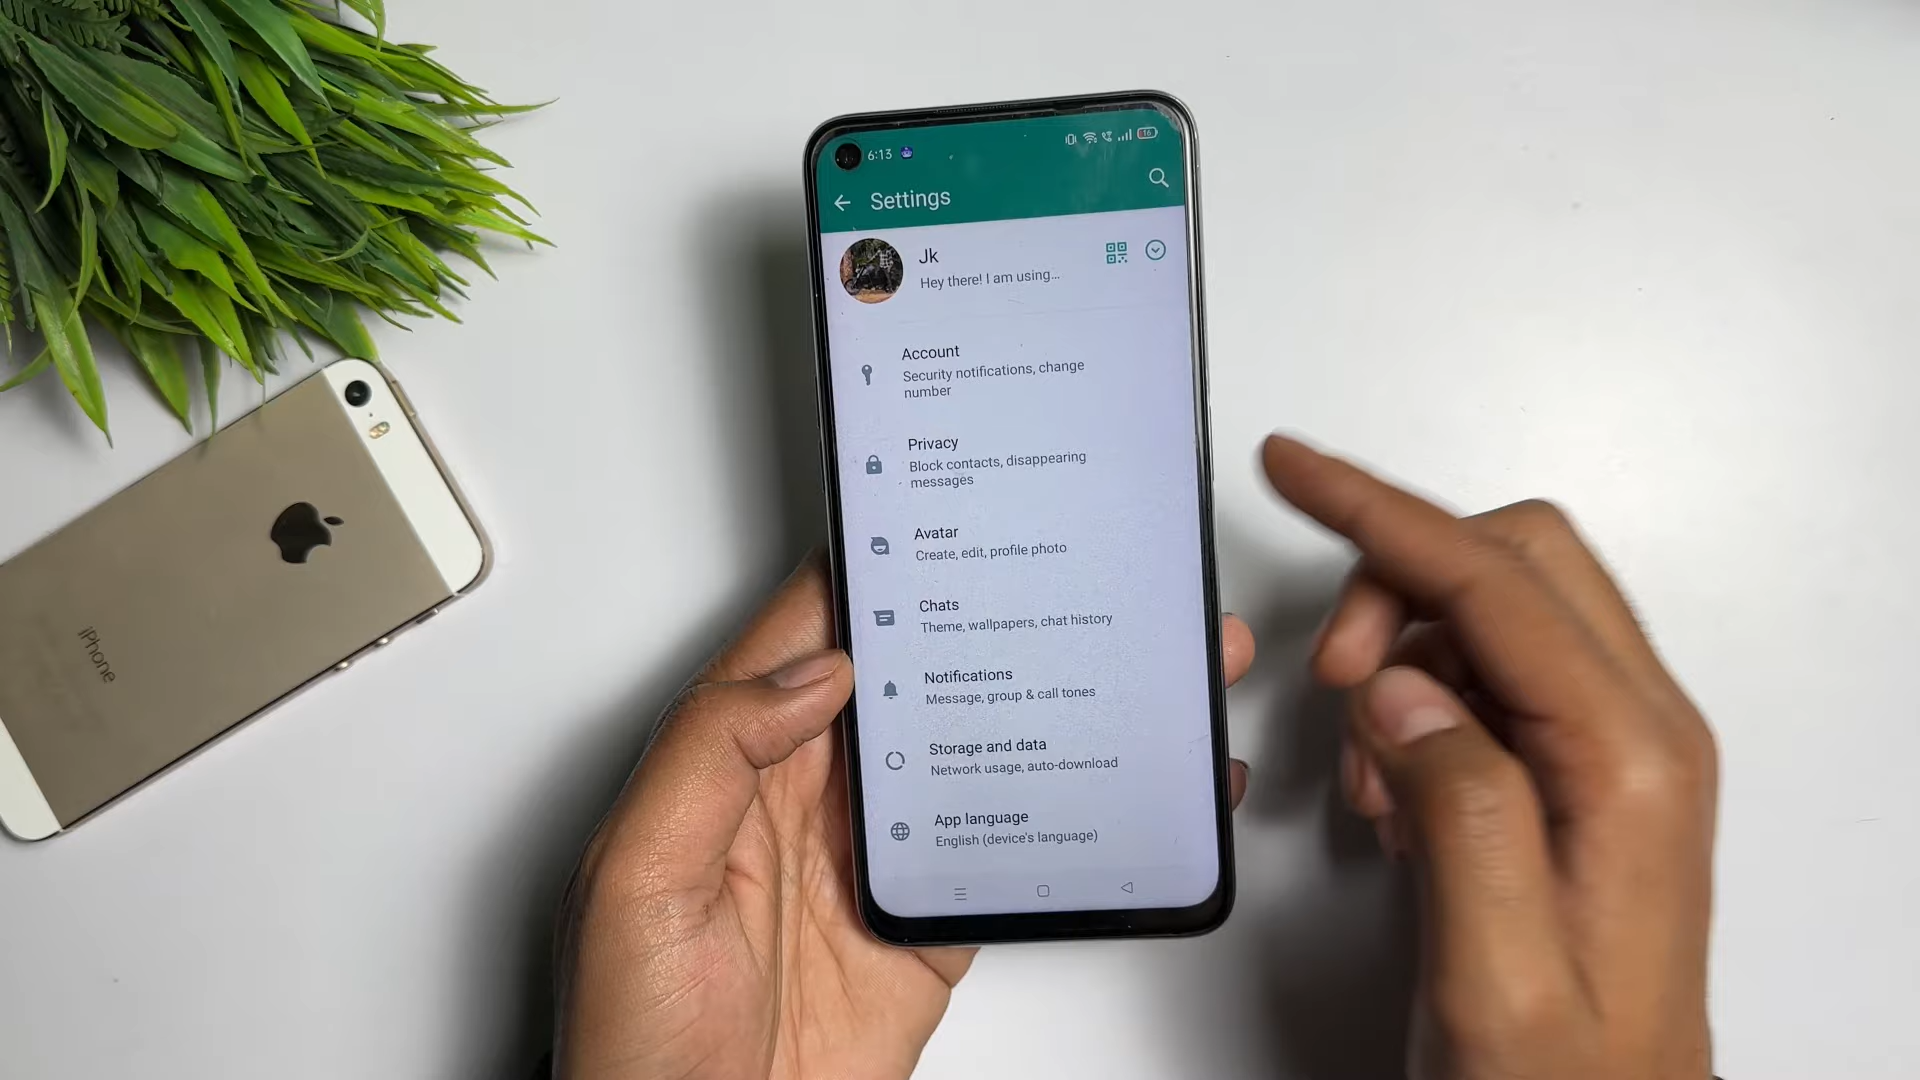 6:13
16
Settings
Jk
Hey there! I am using...
Account
Security notifications, change
number
Privacy
Block contacts, disappearing
messages
Avatar
Create, edit, profile photo
Chats
Theme, wallpapers, chat history
Notifications
Message, group & call tones
Storage and data
Network usage, auto-download
App language
English (device's language)
iPhone